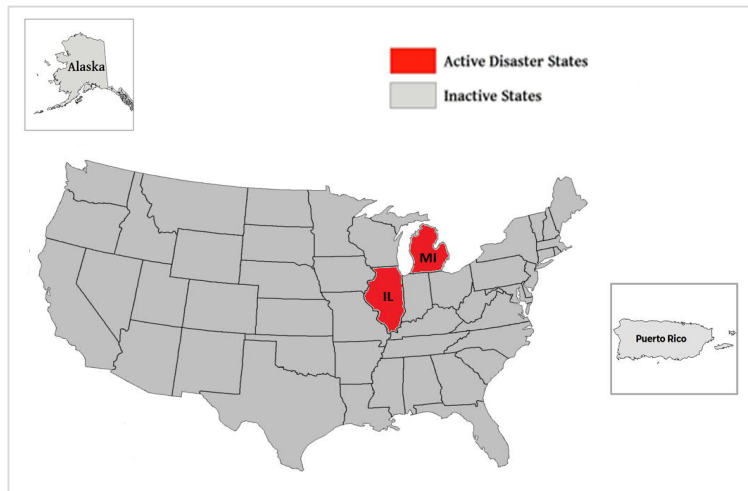 Alaska
Active Disaster States
Inactive States
MI
IL
Puerto Rico